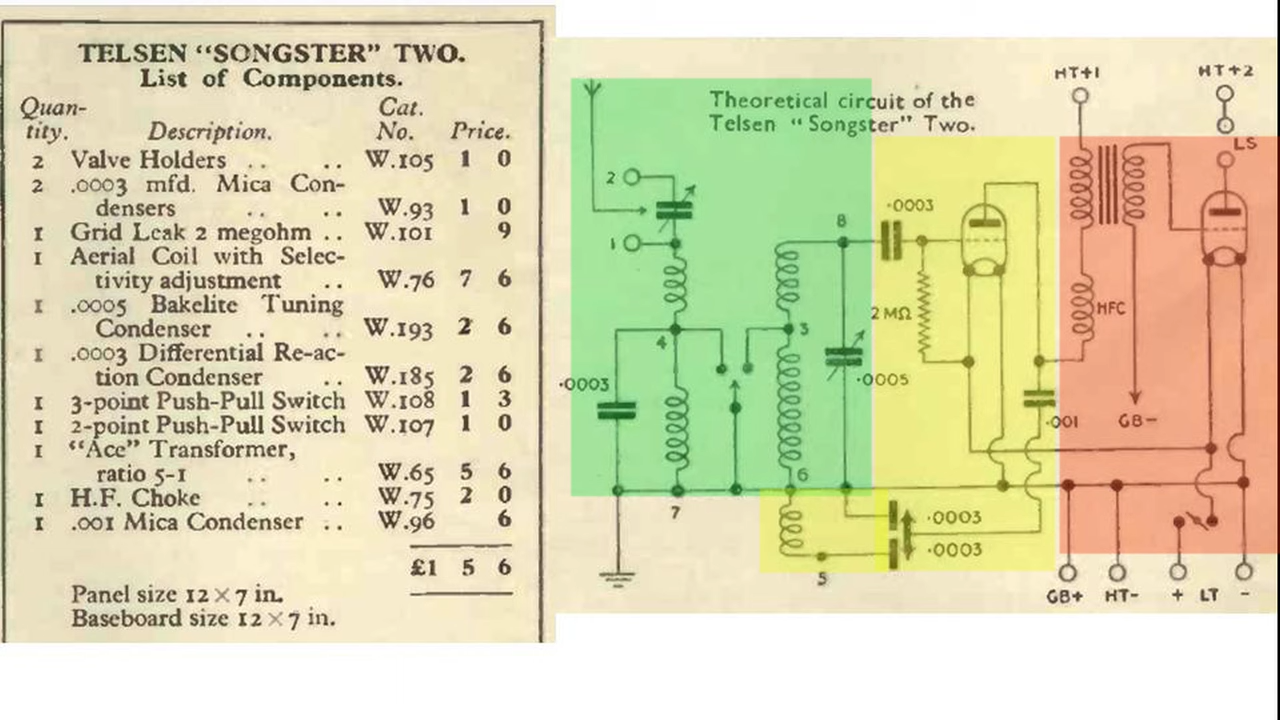 TELSEN “SONGSTER” TWO.
List of Components.
Quan-
tity. Description. Cat. No. Price.
2 Valve Holders .. .. W.105 1 0
2 .0003 mfd. Mica Con-
densers .. .. W.93 1 0
1 Grid Leak 2 megohm .. W.101 9
1 Aerial Coil with Selec-
tivity adjustment .. W.76 7 6
1 .0005 Bakelite Tuning
Condenser .. .. W.193 2 6
1 .0003 Differential Re-ac-
tion Condenser .. W.185 2 6
1 3-point Push-Pull Switch W.108 1 3
1 2-point Push-Pull Switch W.107 1 0
1 “Ace” Transformer,
ratio 5-1 .. .. W.65 5 6
1 H.F. Choke .. .. W.75 2 0
1 .001 Mica Condenser .. W.96 6
£1 5 6
Panel size 12 × 7 in.
Baseboard size 12 × 7 in.
HT+1
HT+2
Theoretical circuit of the
Telsen “Songster” Two.
LS
2
1
8
.0003
2 MΩ
HFC
3
4
.0003
.0005
.001
GB-
6
7
.0003
.0003
5
GB+ HT- + LT -